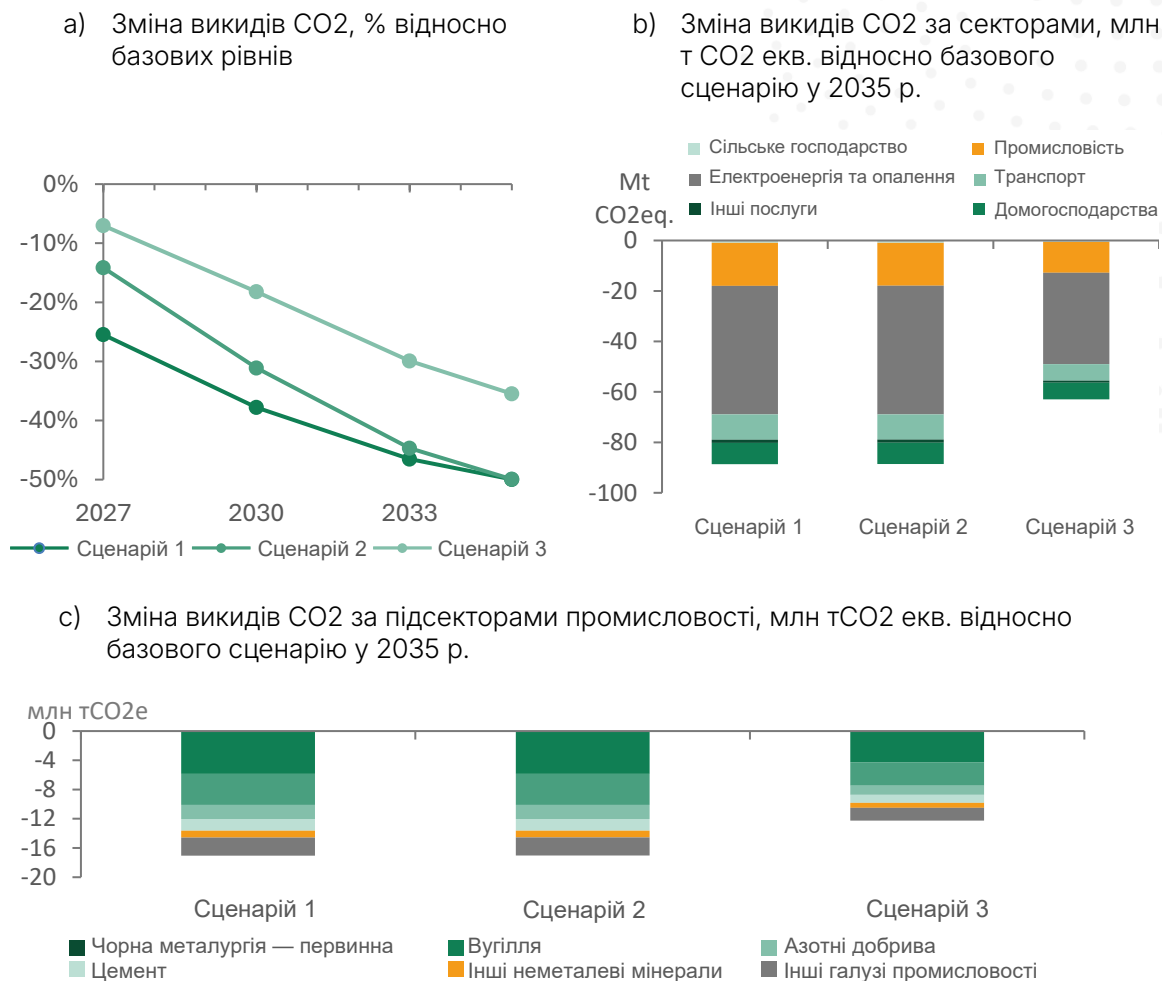 a) Зміна викидів CO2, % відносно
базових рівнів
0%
-10%
-20%
-30%
-40%
-50%
2027
2030
2033
Сценарій 1
Сценарій 2
Сценарій 3
b) Зміна викидів CO2 за секторами, млн
т CO2 екв. відносно базового
сценарію у 2035 р.
Сільське господарство
Промисловість
Електроенергія та опалення
Транспорт
Інші послуги
Домогосподарства
Mt
CO2eq.
0
-20
-40
-60
-80
-100
Сценарій 1
Сценарій 2
Сценарій 3
c) Зміна викидів CO2 за підсекторами промисловості, млн тCO2 екв. відносно
базового сценарію у 2035 р.
млн тCO2e
0
-4
-8
-12
-16
-20
Сценарій 1
Сценарій 2
Сценарій 3
Чорна металургія — первинна
Вугілля
Азотні добрива
Цемент
Інші неметалеві мінерали
Інші галузі промисловості